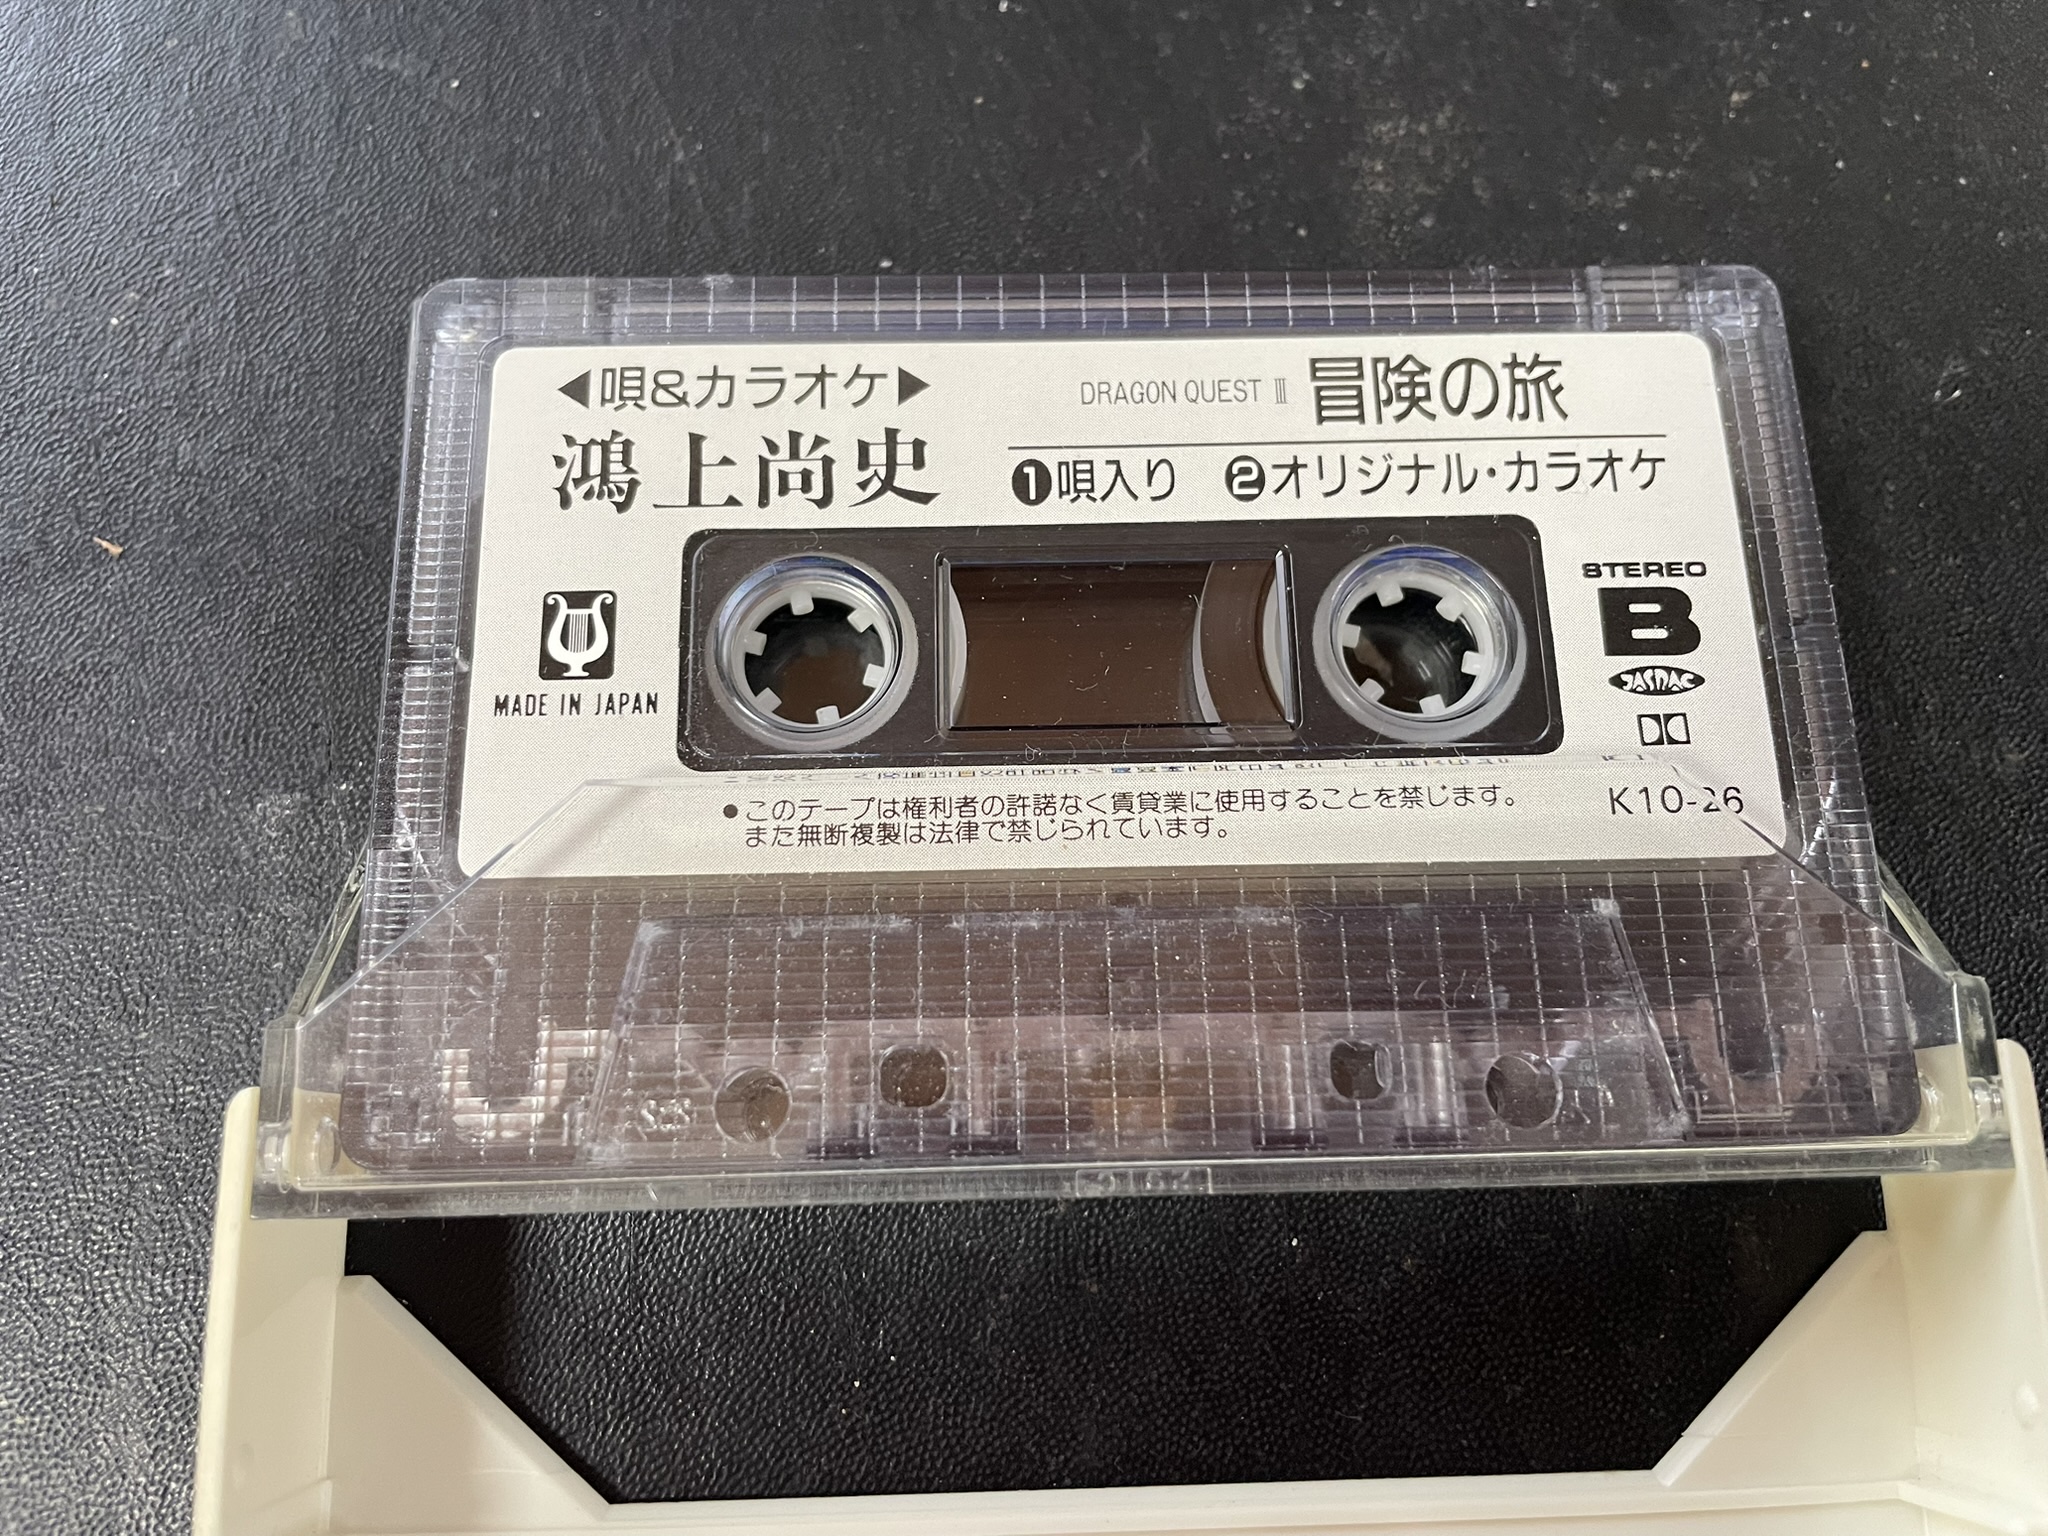 ◀唄&カラオケ▶
鴻上尚史
DRAGON QUEST Ⅲ 冒険の旅
❶唄入り ❷オリジナル・カラオケ
STEREO
B
JASRAC
MADE IN JAPAN
●このテープは権利者の許諾なく賃貸業に使用することを禁じます。
また無断複製は法律で禁じられています。
K10-26